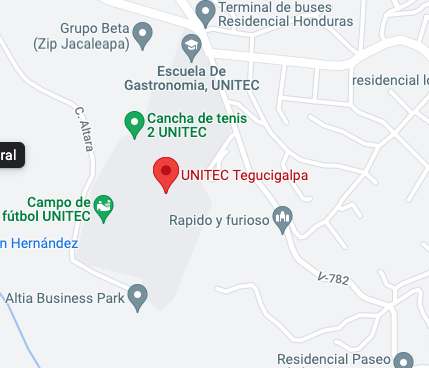 Terminal de buses
Residencial Honduras
Grupo Beta
(Zip Jacaleapa)
Escuela De
Gastronomia, UNITEC
residencial lo
C. Altara
Cancha de tenis
2 UNITEC
ral
UNITEC Tegucigalpa
Campo de
fútbol UNITEC
Rapido y furioso
n Hernández
V-782
Altia Business Park
Residencial Paseo